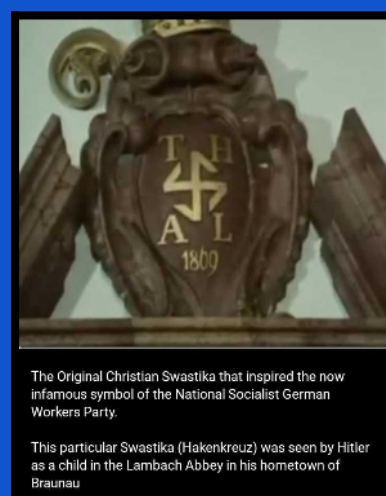 T H
A L
1869
The Original Christian Swastika that inspired the now
infamous symbol of the National Socialist German
Workers Party.
This particular Swastika (Hakenkreuz) was seen by Hitler
as a child in the Lambach Abbey in his hometown of
Braunau